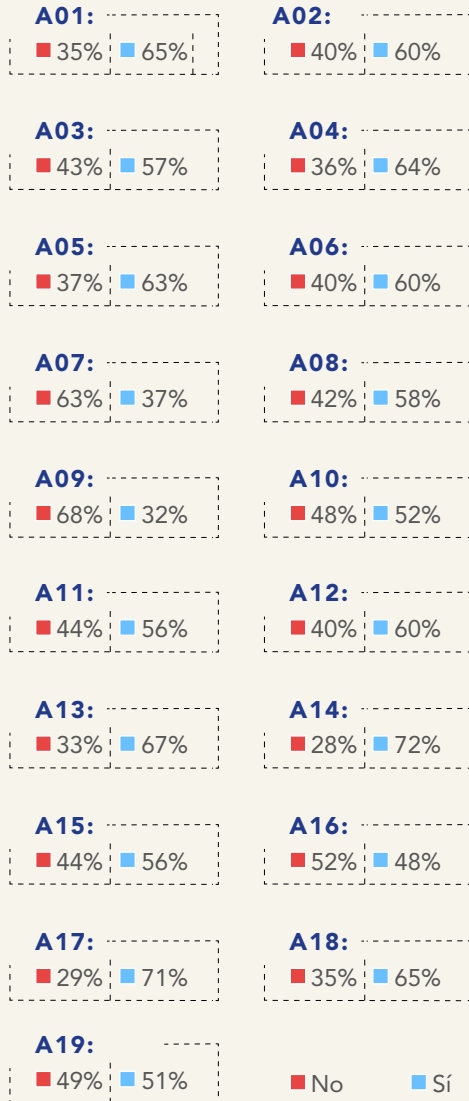 A01: A02:
35% 65% 40% 60%
A03: A04:
43% 57% 36% 64%
A05: A06:
37% 63% 40% 60%
A07: A08:
63% 37% 42% 58%
A09: A10:
68% 32% 48% 52%
A11: A12:
44% 56% 40% 60%
A13: A14:
33% 67% 28% 72%
A15: A16:
44% 56% 52% 48%
A17: A18:
29% 71% 35% 65%
A19:
49% 51% No Sí